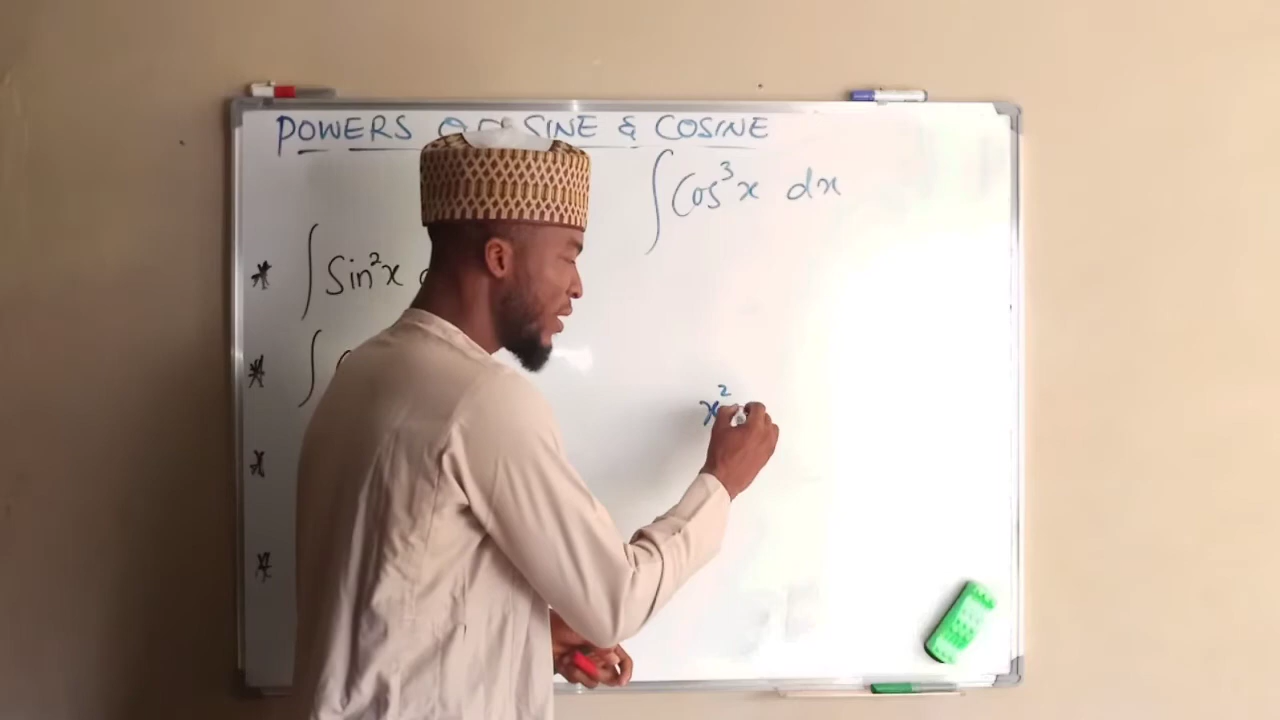 POWERS OF SINE & COSINE
∫ Cos³x dx
* ∫ Sin²x
* ∫
*
*
x²